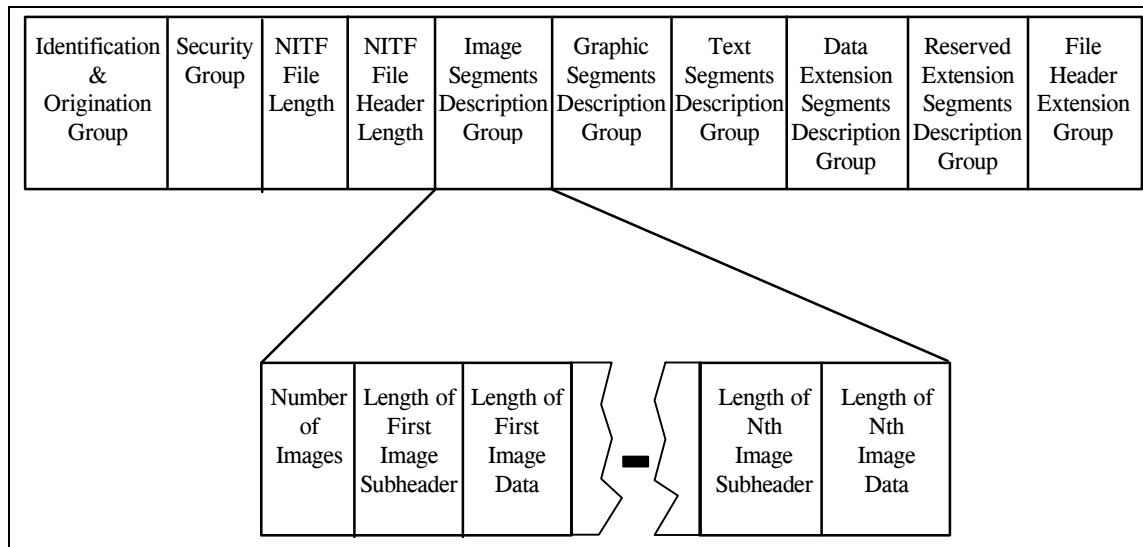 Identification
&
Origination
Group
Security
Group
NITF
File
Length
NITF
File
Header
Length
Image
Segments
Description
Group
Graphic
Segments
Description
Group
Text
Segments
Description
Group
Data
Extension
Segments
Description
Group
Reserved
Extension
Segments
Description
Group
File
Header
Extension
Group
Number
of
Images
Length of
First
Image
Subheader
Length of
First
Image
Data
Length of
Nth
Image
Subheader
Length of
Nth
Image
Data